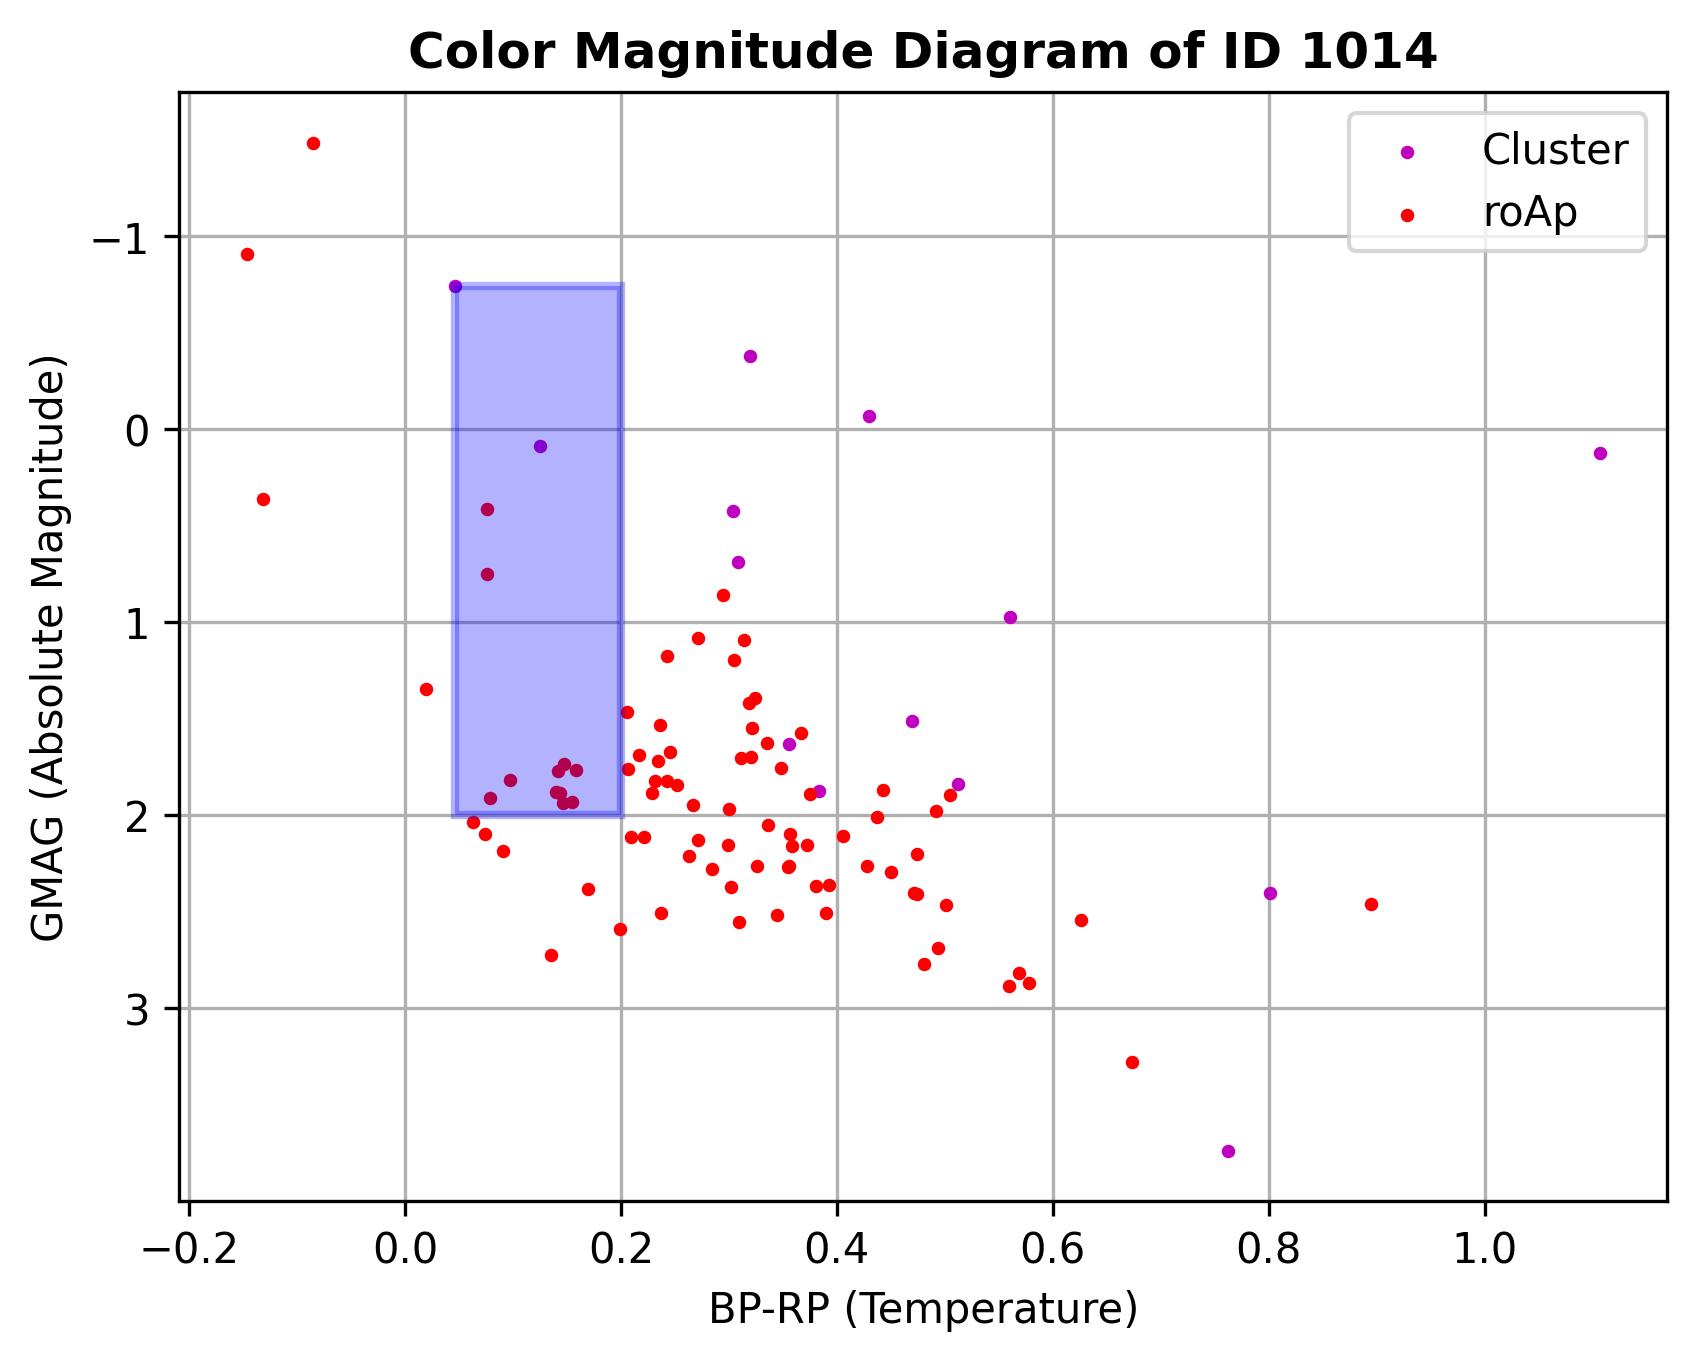 Color Magnitude Diagram of ID 1014
Cluster
roAp
GMAG (Absolute Magnitude)
−1
0
1
2
3
−0.2 0.0 0.2 0.4 0.6 0.8 1.0
BP-RP (Temperature)